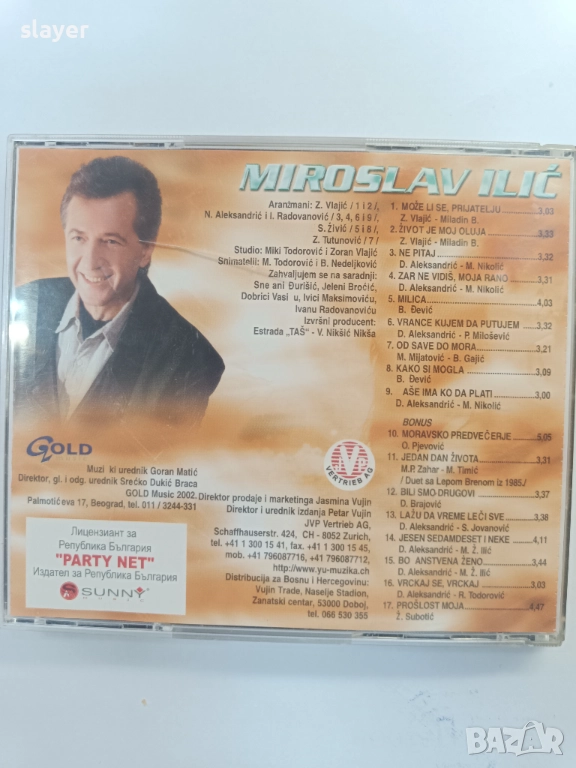 slayer
MIROSLAV ILIĆ
Aranžmani: Z. Vlajić / 1 i 2 /,
N. Aleksandrić i I. Radovanović / 3, 4, 6 i 9 /,
S. Živić / 5 i 8 /,
Z. Tutunović / 7 /,
Studio: Miki Todorović i Zoran Vlajić
Snimatelii: M. Todorović i B. Nedeljković
Zahvaljujem se na saradnji:
Sne ani Đurišić, Jeleni Broćić,
Dobrici Vasi u, Ivici Maksimoviću,
Ivanu Radovanoviću
Izvršni producent:
Estrada „TAŠ" - V. Nikšić Nikša
1. MOŽE LI SE, PRIJATELJU 3,03
Z. Vlajić - Miladin B.
2. ŽIVOT JE MOJ OLUJA 3,33
Z. Vlajić - Miladin B.
3. NE PITAJ 3,32
D. Aleksandrić - M. Nikolić
4. ZAR NE VIDIŠ, MOJA RANO 3,31
D. Aleksandrić - M. Nikolić
5. MILICA 4,03
B. Đević
6. VRANCE KUJEM DA PUTUJEM 3,32
D. Aleksandrić - P. Milošević
7. OD SAVE DO MORA 3,21
M. Mijatović - B. Gajić
8. KAKO SI MOGLA 3,09
B. Đević
9. AŠE IMA KO DA PLATI 3,00
D. Aleksandrić - M. Nikolić
BONUS
10. MORAVSKO PREDVEČERJE 5,05
O. Pjevović
11. JEDAN DAN ŽIVOTA 3,31
M.P. Zahar - M. Timić
/ Duet sa Lepom Brenom iz 1985./
12. BILI SMO DRUGOVI 3,37
D. Brajović
13. LAŽU DA VREME LEČI SVE 3,38
D. Aleksandrić - S. Jovanović
14. JESEN SEDAMDESET I NEKE 4,11
D. Aleksandrić - M. Ž. Ilić
15. BO ANSTVENA ŽENA 3,44
D. Aleksandrić - M. Ž. Ilić
16. VRCKAJ SE, VRCKAJ 3,03
D. Aleksandrić - R. Todorović
17. PROŠLOST MOJA 4,47
Ž. Subotić
GOLD
Muzi ki urednik Goran Matić
Direktor, gl. i odg. urednik Srećko Dukić Braca
GOLD Music 2002.
Palmotićeva 17, Beograd, tel. 011 / 3244-331
VERTRIEB AG
Direktor prodaje i marketinga Jasmina Vujin
Direktor i urednik izdanja Petar Vujin
JVP Vertrieb AG,
Schaffhauserstr. 424, CH - 8052 Zurich,
tel. +41 1 300 15 41, fax. +41 1 300 15 45,
mob. +41 796087716, +41 796087712,
http://www.yu-muzika.ch
Distribucija za Bosnu i Hercegovinu:
Vujin Trade, Naselje Stadion,
Zanatski centar, 53000 Doboj,
tel. 066 530 355
Лицензиант за
Република България
"PARTY NET"
Издател за Република България
SUNNY
BAZAR